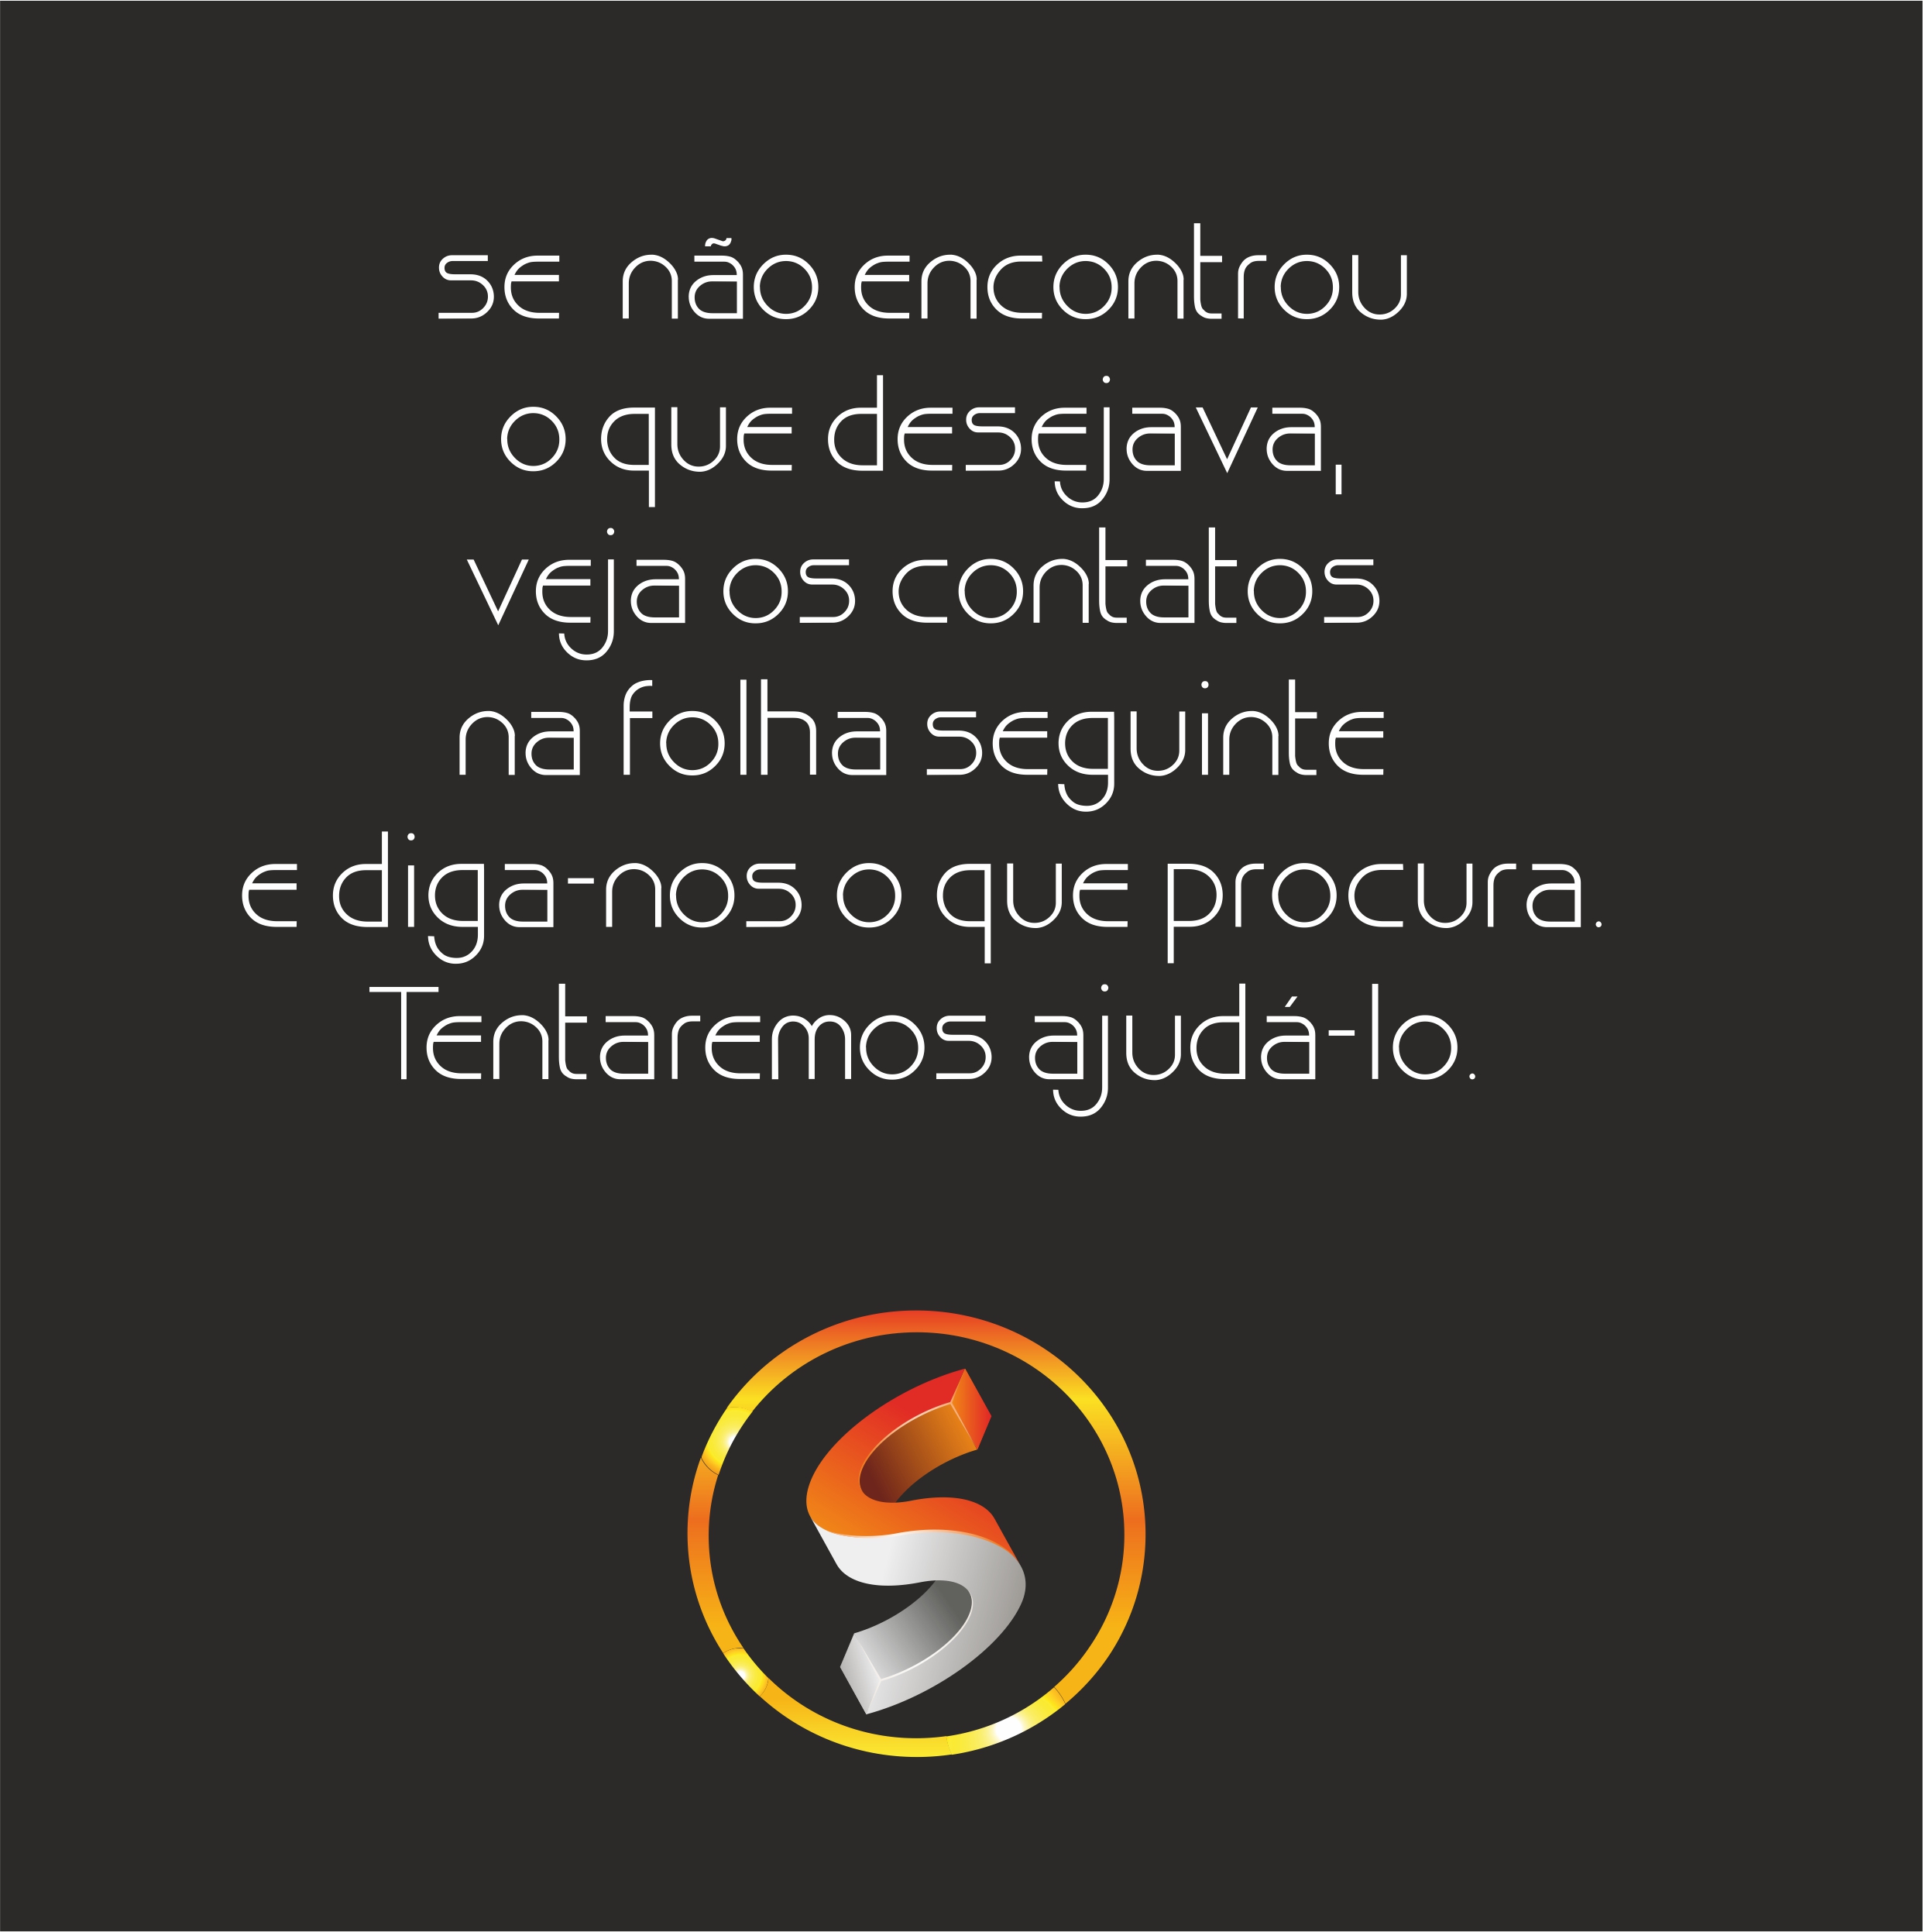 se não encontrou
o que desejava,
veja os contatos
na folha seguinte
e diga-nos o que procura.
Tentaremos ajudá-lo.